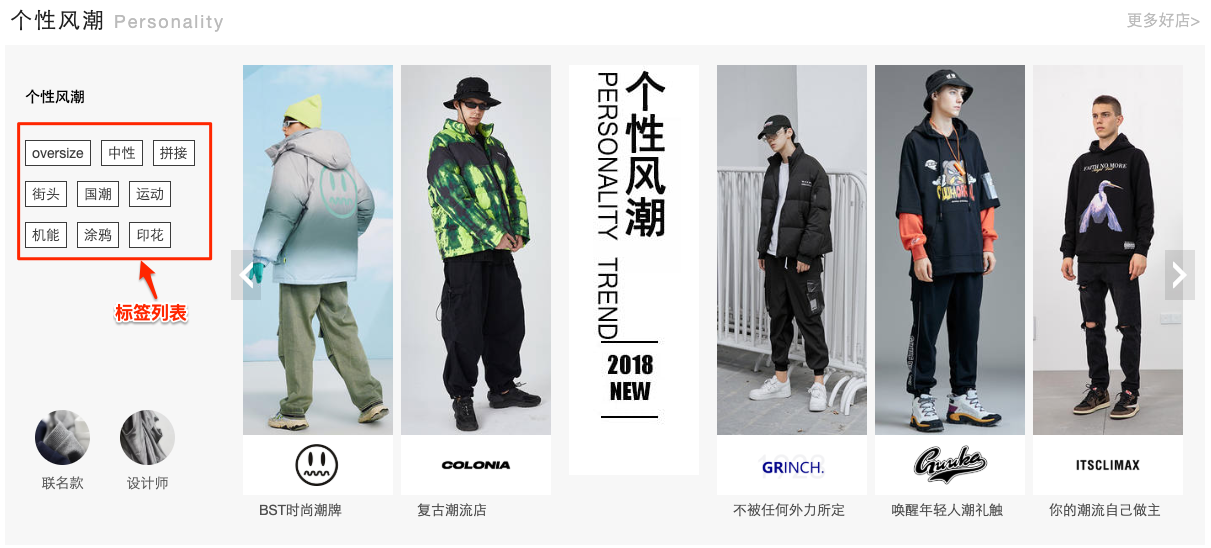 个性风潮 Personality
更多好店>
个性风潮
oversize 中性 拼接
街头 国潮 运动
机能 涂鸦 印花
标签列表
联名款 设计师
个性风潮
PERSONALITY TREND
2018
NEW
COLONIA
GRINCH.
ITSCLIMAX
FAITH NO MORE
BST时尚潮牌
复古潮流店
不被任何外力所定
唤醒年轻人潮礼触
你的潮流自己做主